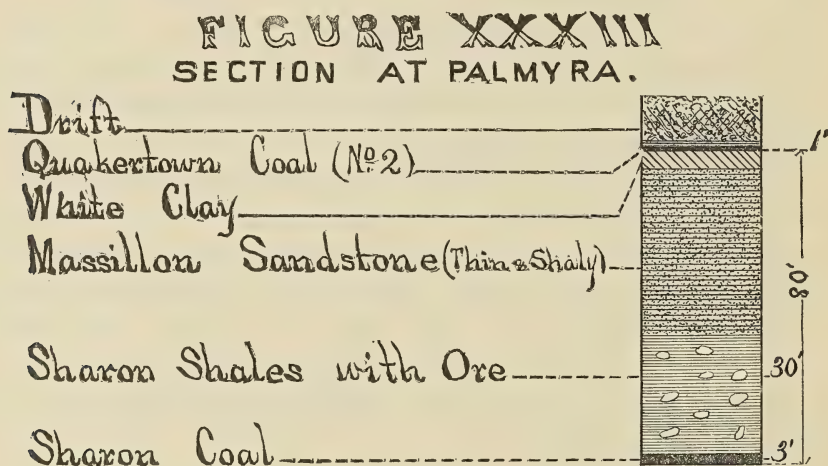 FIGURE XXXIII
SECTION AT PALMYRA.
Drift
Quakertown Coal (No. 2)
1'
White Clay
Massillon Sandstone (Thin & Shaly)
80'
Sharon Shales with Ore
30'
Sharon Coal
3'